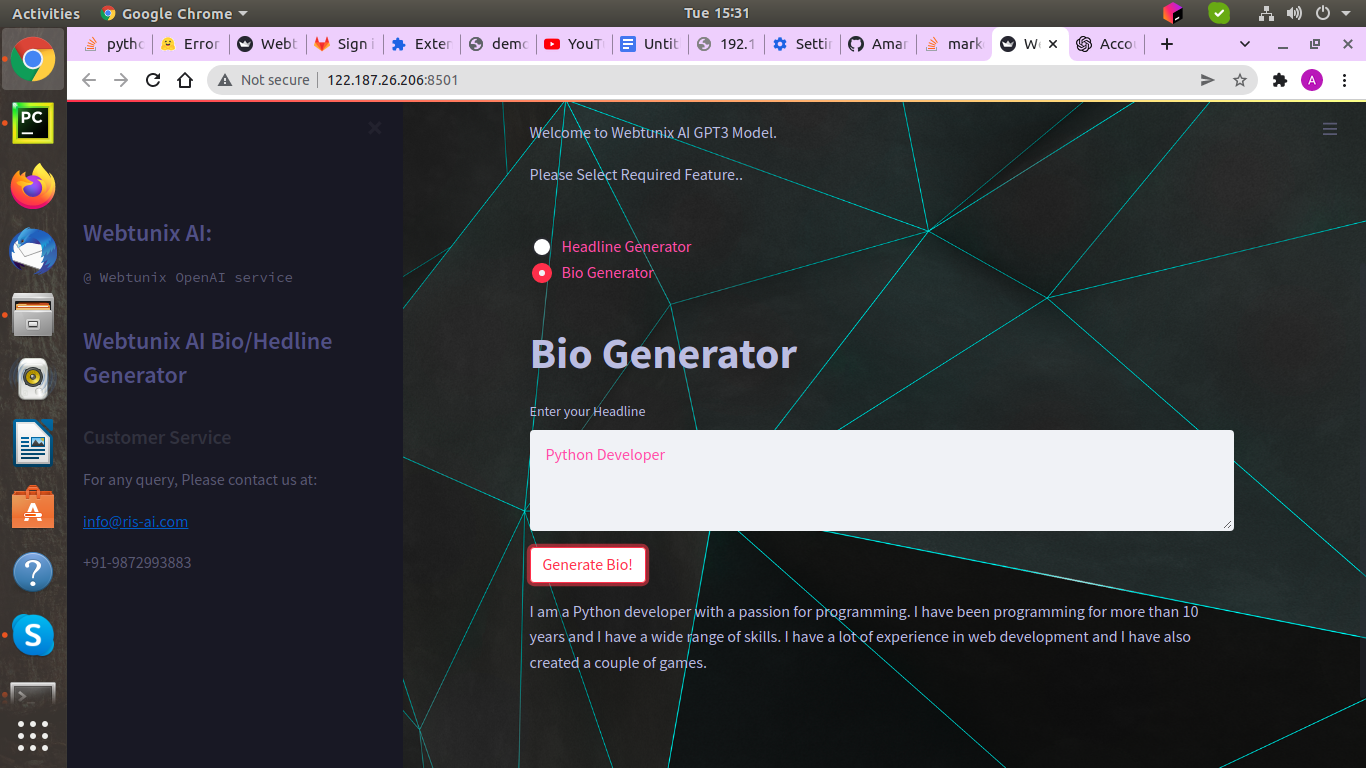 Activities
Google Chrome
Tue 15:31
pytho
Error
Webt
Sign i
Exten
demo
YouT
Untit
192.1
Settin
Amar
mark
We
Accou
Not secure
122.187.26.206:8501
A
PC
Webtunix AI:
@ Webtunix OpenAI service
Webtunix AI Bio/Hedline
Generator
Customer Service
For any query, Please contact us at:
info@ris-ai.com
+91-9872993883
Welcome to Webtunix AI GPT3 Model.
Please Select Required Feature..
Headline Generator
Bio Generator
Bio Generator
Enter your Headline
Python Developer
Generate Bio!
I am a Python developer with a passion for programming. I have been programming for more than 10
years and I have a wide range of skills. I have a lot of experience in web development and I have also
created a couple of games.